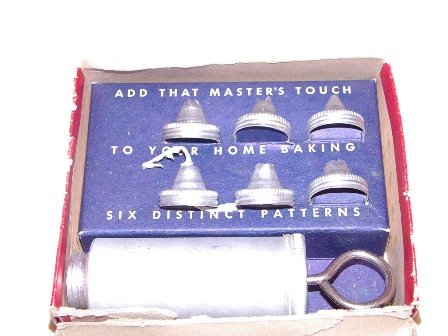 ADD THAT MASTER'S TOUCH
TO YOUR HOME BAKING
SIX DISTINCT PATTERNS